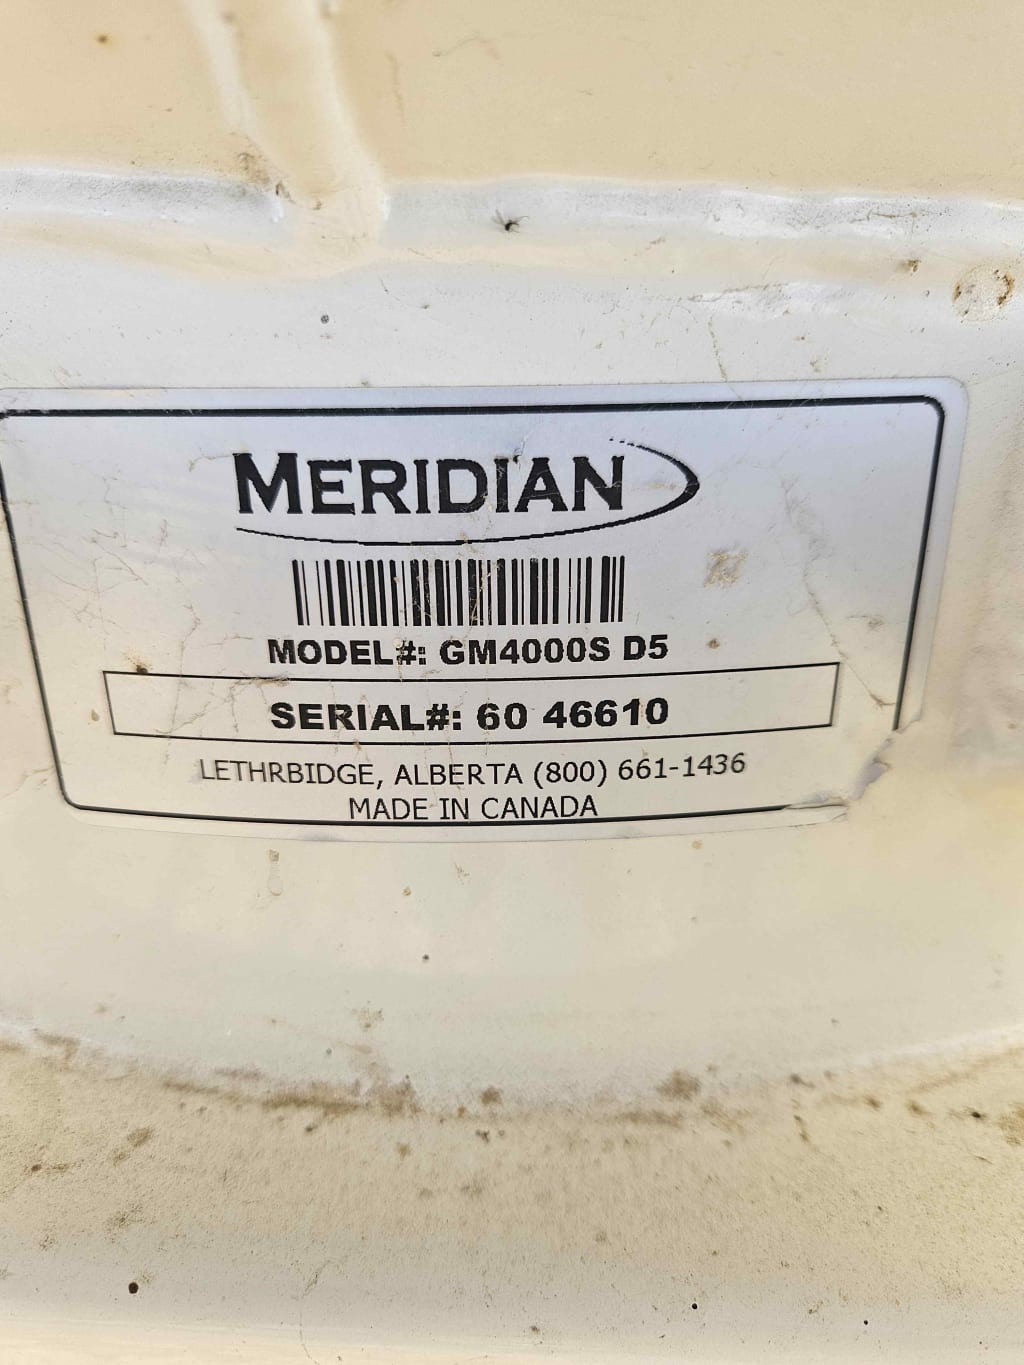 MERIDIAN
MODEL#: GM4000S D5
SERIAL#: 60 46610
LETHRBIDGE, ALBERTA (800) 661-1436
MADE IN CANADA